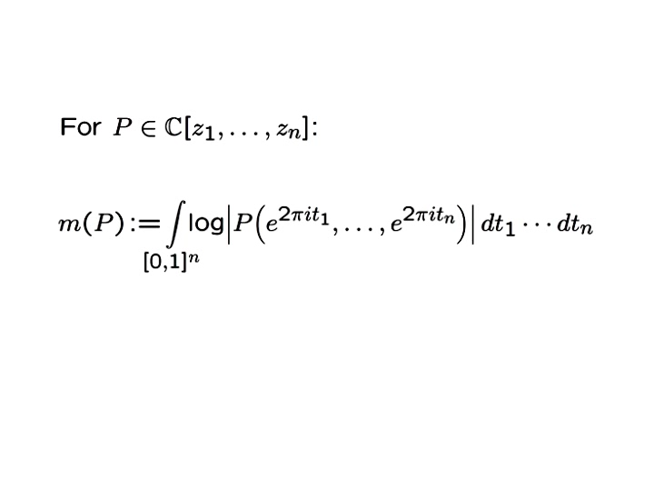 For P ∈ ℂ[z₁, . . . , zₙ]:
m(P) := ∫ log|P(e^{2πit₁}, . . . , e^{2πitₙ})| dt₁ · · · dtₙ
[0,1]ⁿ